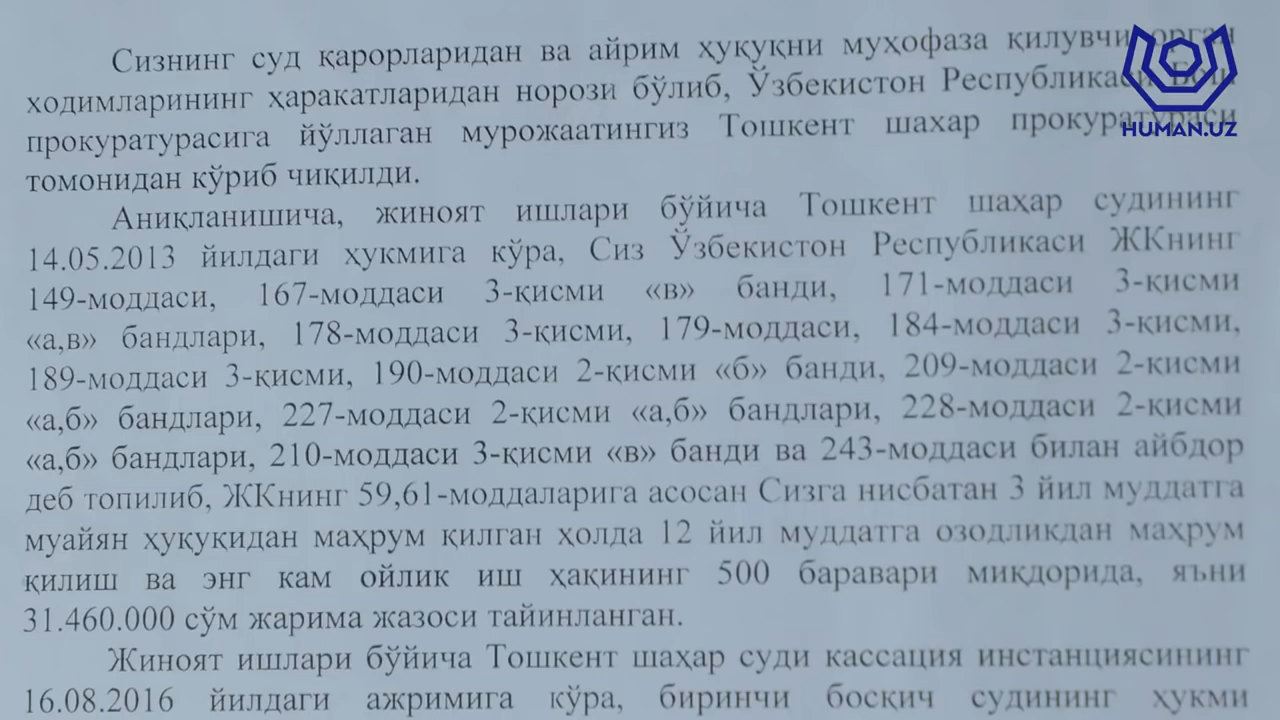 Сизнинг суд қарорларидан ва айрим ҳуқуқни муҳофаза қилувчи орган
ходимларининг ҳаракатларидан норози бўлиб, Ўзбекистон Республикаси Бош
прокуратурасига йўллаган мурожаатингиз Тошкент шахар прокуратураси
томонидан кўриб чиқилди.
Аниқланишича, жиноят ишлари бўйича Тошкент шаҳар судининг
14.05.2013 йилдаги ҳукмига кўра, Сиз Ўзбекистон Республикаси ЖКнинг
149-моддаси, 167-моддаси 3-қисми «в» банди, 171-моддаси 3-қисми
«а,в» бандлари, 178-моддаси 3-қисми, 179-моддаси, 184-моддаси 3-қисми,
189-моддаси 3-қисми, 190-моддаси 2-қисми «б» банди, 209-моддаси 2-қисми
«а,б» бандлари, 227-моддаси 2-қисми «а,б» бандлари, 228-моддаси 2-қисми
«а,б» бандлари, 210-моддаси 3-қисми «в» банди ва 243-моддаси билан айбдор
деб топилиб, ЖКнинг 59,61-моддаларига асосан Сизга нисбатан 3 йил муддатга
муайян ҳуқуқидан маҳрум қилган ҳолда 12 йил муддатга озодликдан маҳрум
қилиш ва энг кам ойлик иш ҳақининг 500 баравари миқдорида, яъни
31.460.000 сўм жарима жазоси тайинланган.
Жиноят ишлари бўйича Тошкент шаҳар суди кассация инстанциясининг
16.08.2016 йилдаги ажримига кўра, биринчи босқич судининг ҳукми
HUMAN.UZ